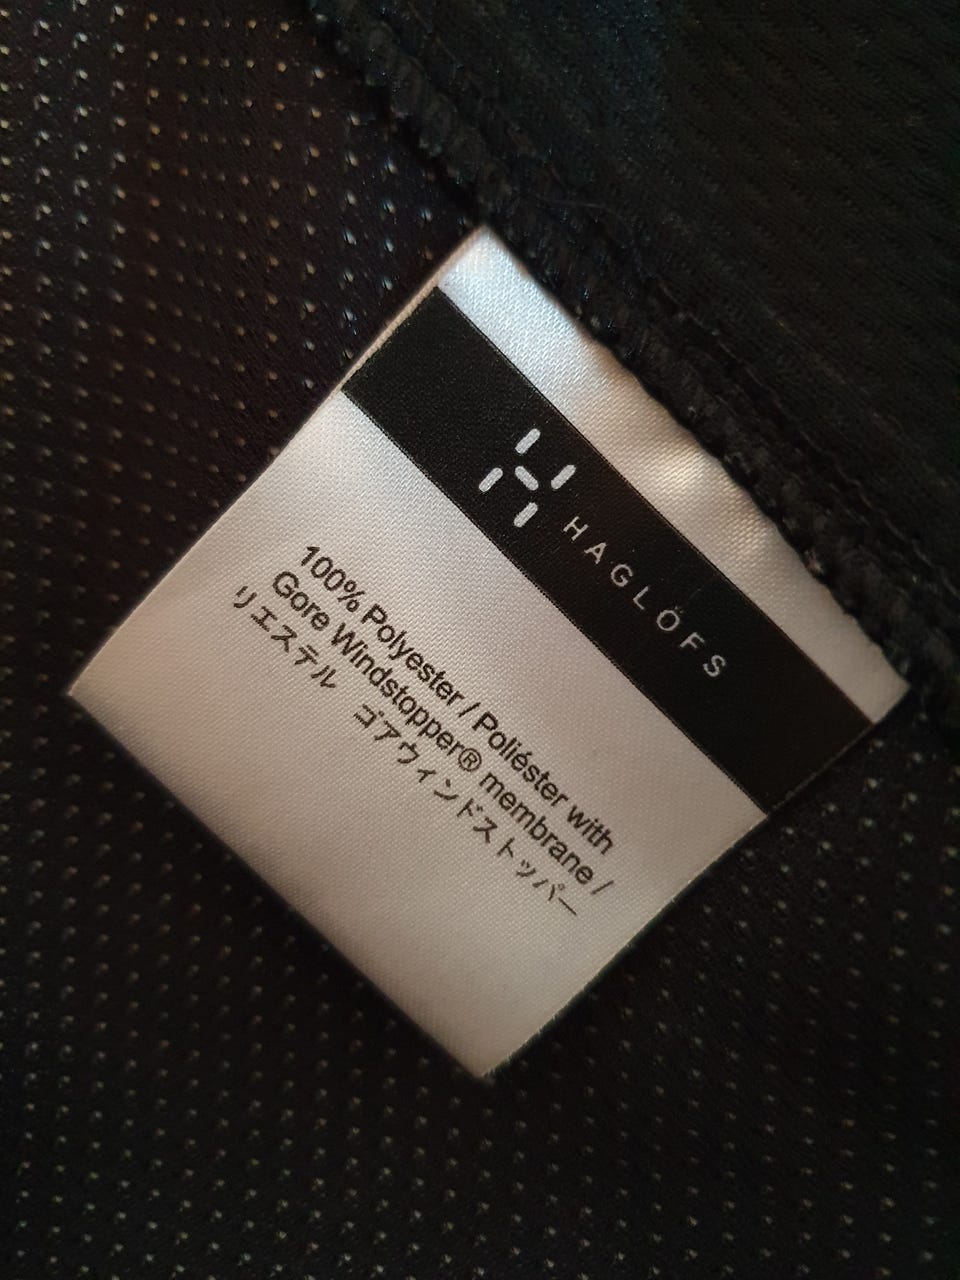 HAGLÖFS
100% Polyester / Poliéster with
Gore Windstopper® membrane /
リエステル ゴアウィンドストッパー